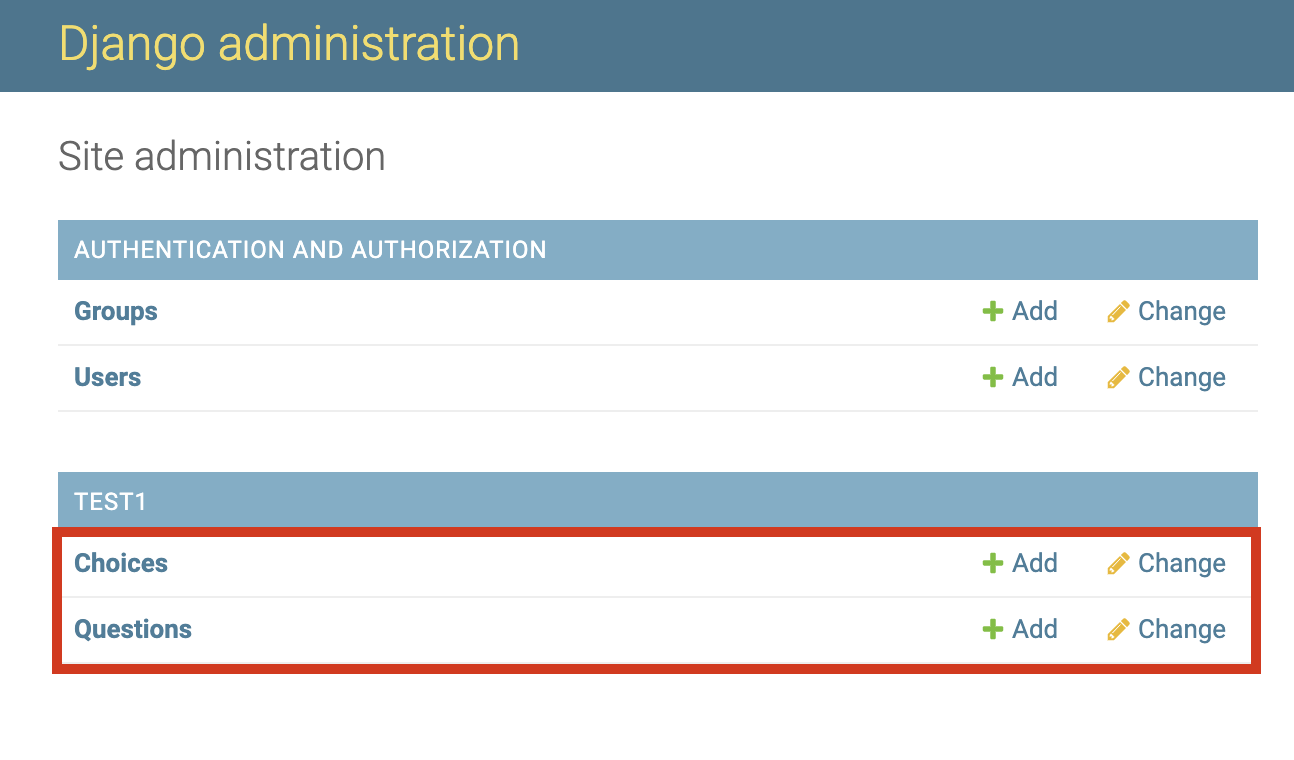 Django administration
Site administration
AUTHENTICATION AND AUTHORIZATION
Groups Add Change
Users Add Change
TEST1
Choices Add Change
Questions Add Change